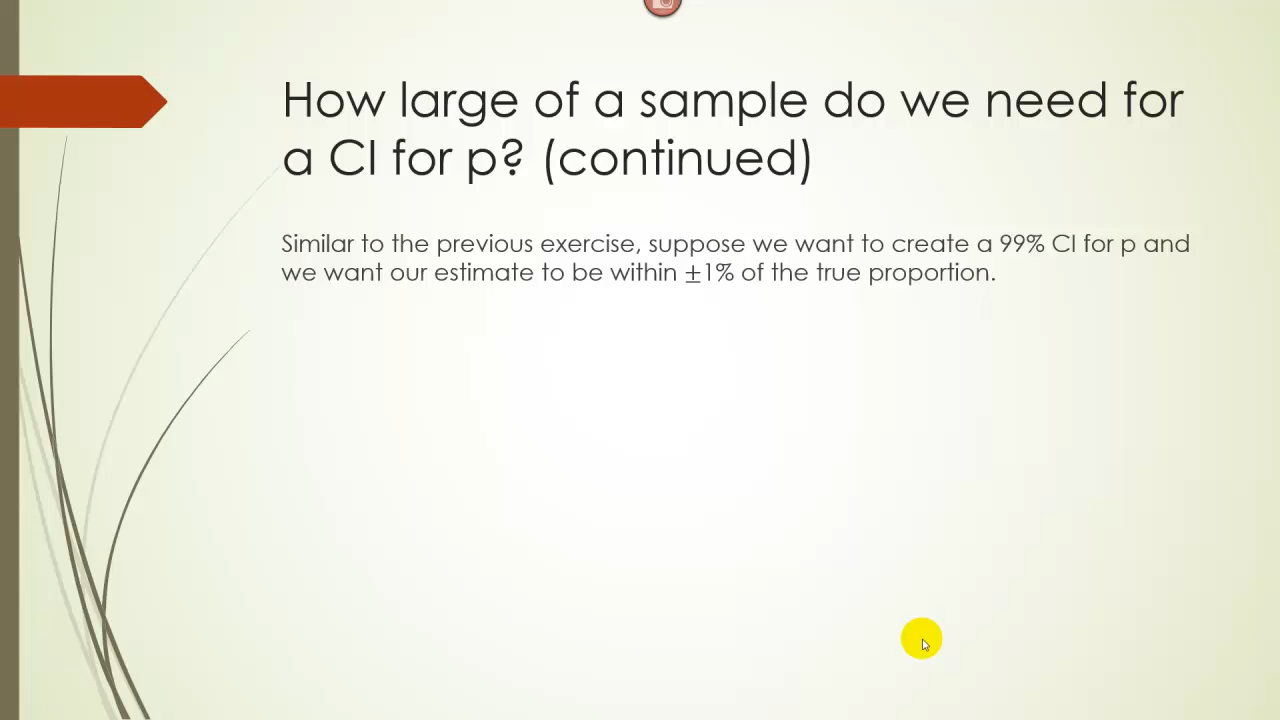 How large of a sample do we need for
a CI for p? (continued)
Similar to the previous exercise, suppose we want to create a 99% CI for p and
we want our estimate to be within ±1% of the true proportion.